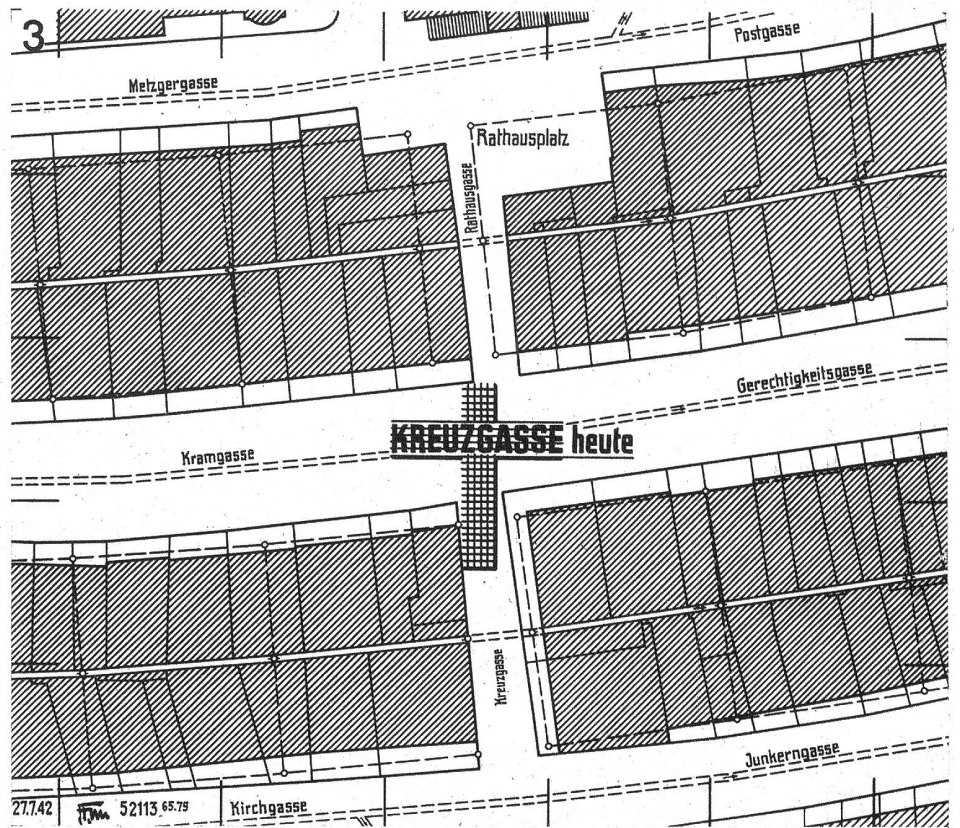 3
Postgasse
Metzgergasse
Rathausplatz
Rathausgasse
Gerechtigkeitsgasse
KREUZGASSE heute
Kramgasse
Kreuzgasse
Junkerngasse
27.7.42 52113 65.79 Kirchgasse